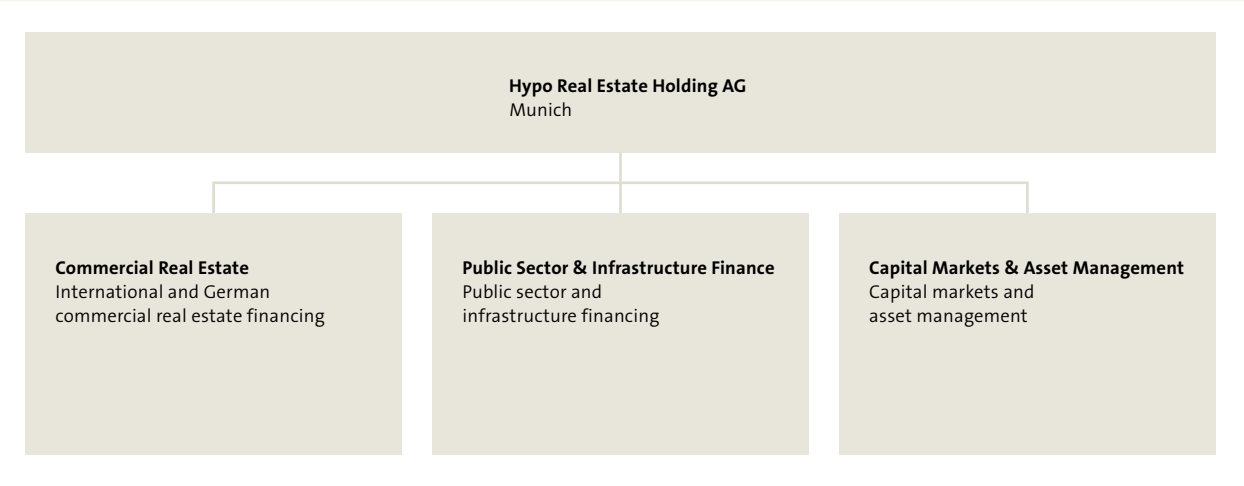 Hypo Real Estate Holding AG
Munich
Commercial Real Estate
International and German
commercial real estate financing
Public Sector & Infrastructure Finance
Public sector and
infrastructure financing
Capital Markets & Asset Management
Capital markets and
asset management